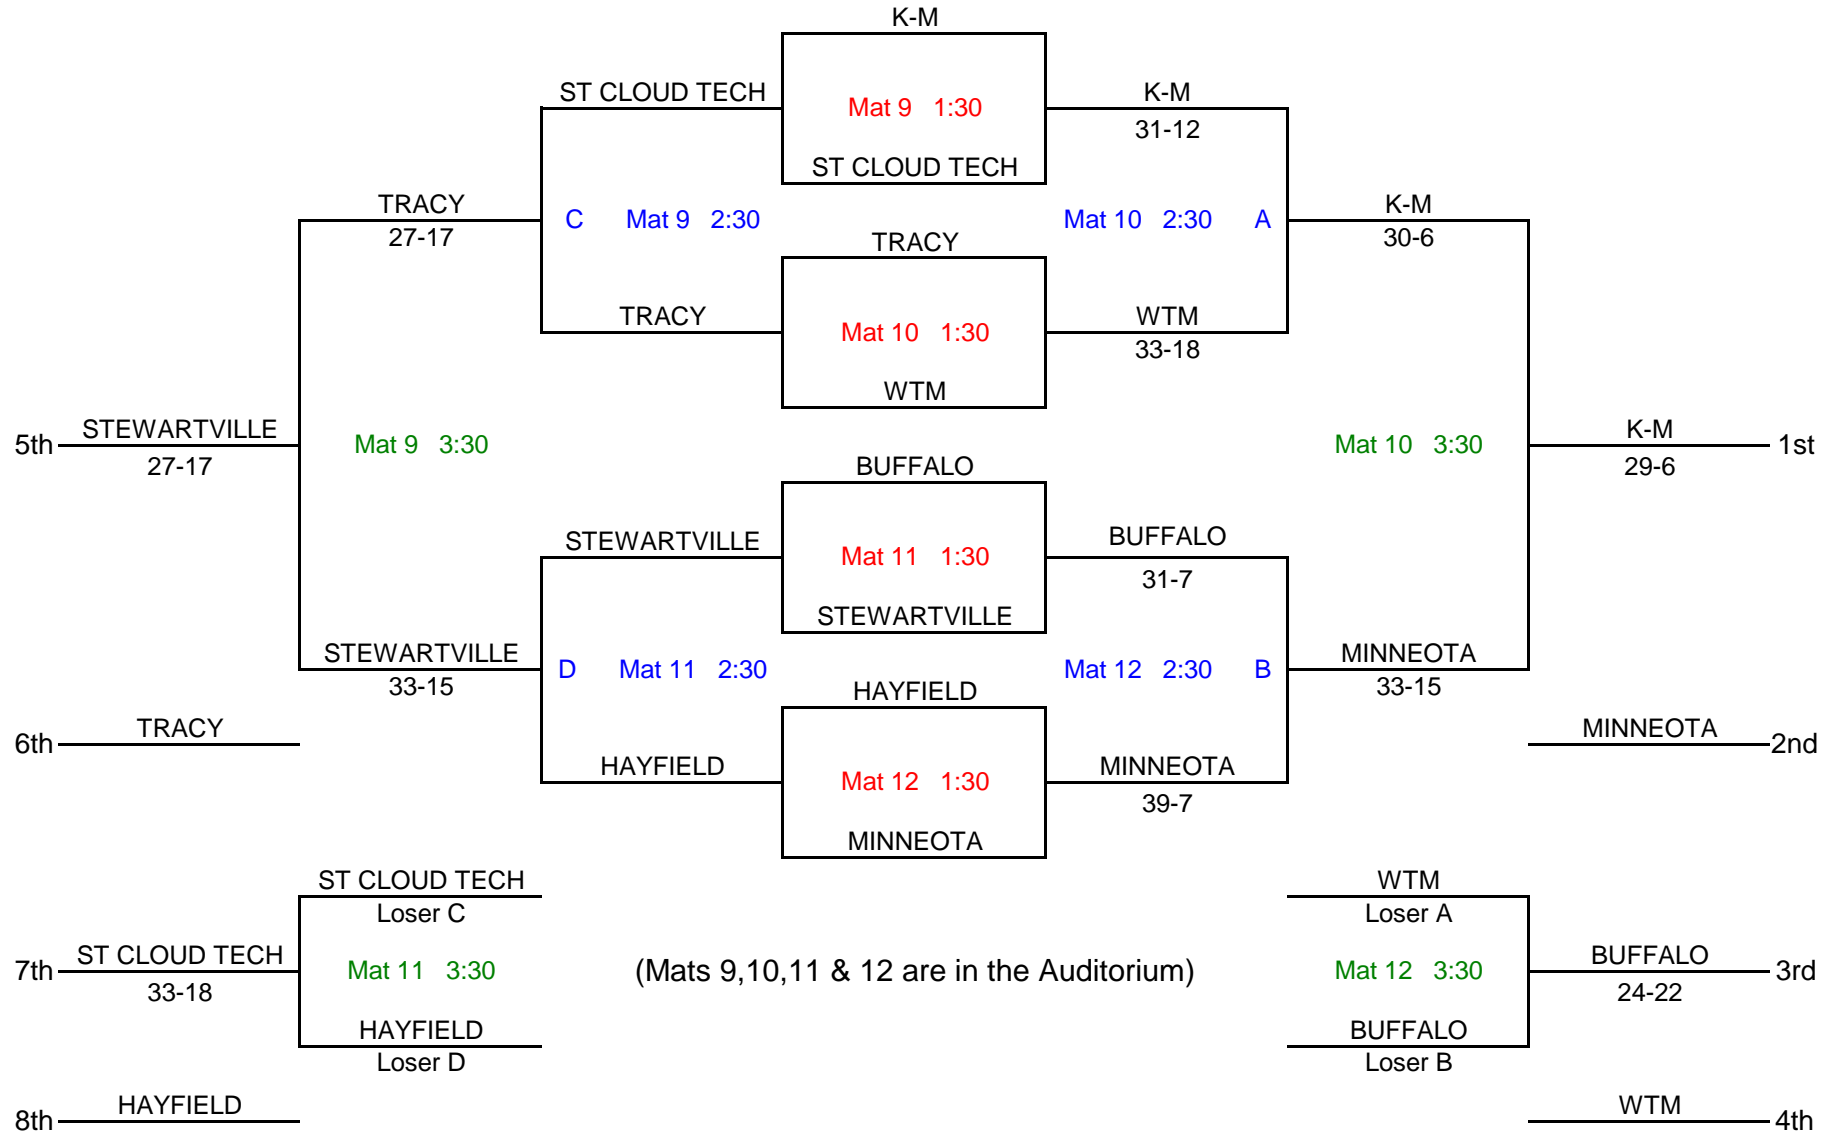 K-M
ST CLOUD TECH
Mat 9 1:30
K-M
31-12
ST CLOUD TECH
TRACY
27-17
C Mat 9 2:30
Mat 10 2:30 A
K-M
30-6
TRACY
TRACY
Mat 10 1:30
WTM
33-18
WTM
5th
STEWARTVILLE
27-17
Mat 9 3:30
Mat 10 3:30
K-M
29-6
1st
BUFFALO
STEWARTVILLE
Mat 11 1:30
BUFFALO
31-7
STEWARTVILLE
STEWARTVILLE
33-15
D Mat 11 2:30
Mat 12 2:30 B
MINNEOTA
33-15
HAYFIELD
6th
TRACY
MINNEOTA
2nd
HAYFIELD
Mat 12 1:30
MINNEOTA
39-7
MINNEOTA
ST CLOUD TECH
Loser C
WTM
Loser A
7th
ST CLOUD TECH
33-18
Mat 11 3:30
(Mats 9,10,11 & 12 are in the Auditorium)
Mat 12 3:30
BUFFALO
24-22
3rd
HAYFIELD
Loser D
BUFFALO
Loser B
8th
HAYFIELD
WTM
4th